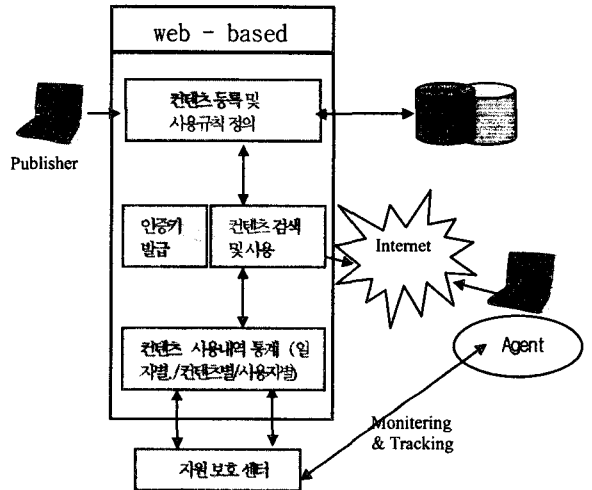 web - based
컨텐츠 등록 및
사용규칙 정의
Publisher
인증키
발급
컨텐츠 검색
및 사용
Internet
컨텐츠 사용내역 통계 (일
자별/컨텐츠별/사용자별)
Agent
Monitering
& Tracking
자원 보호 센터